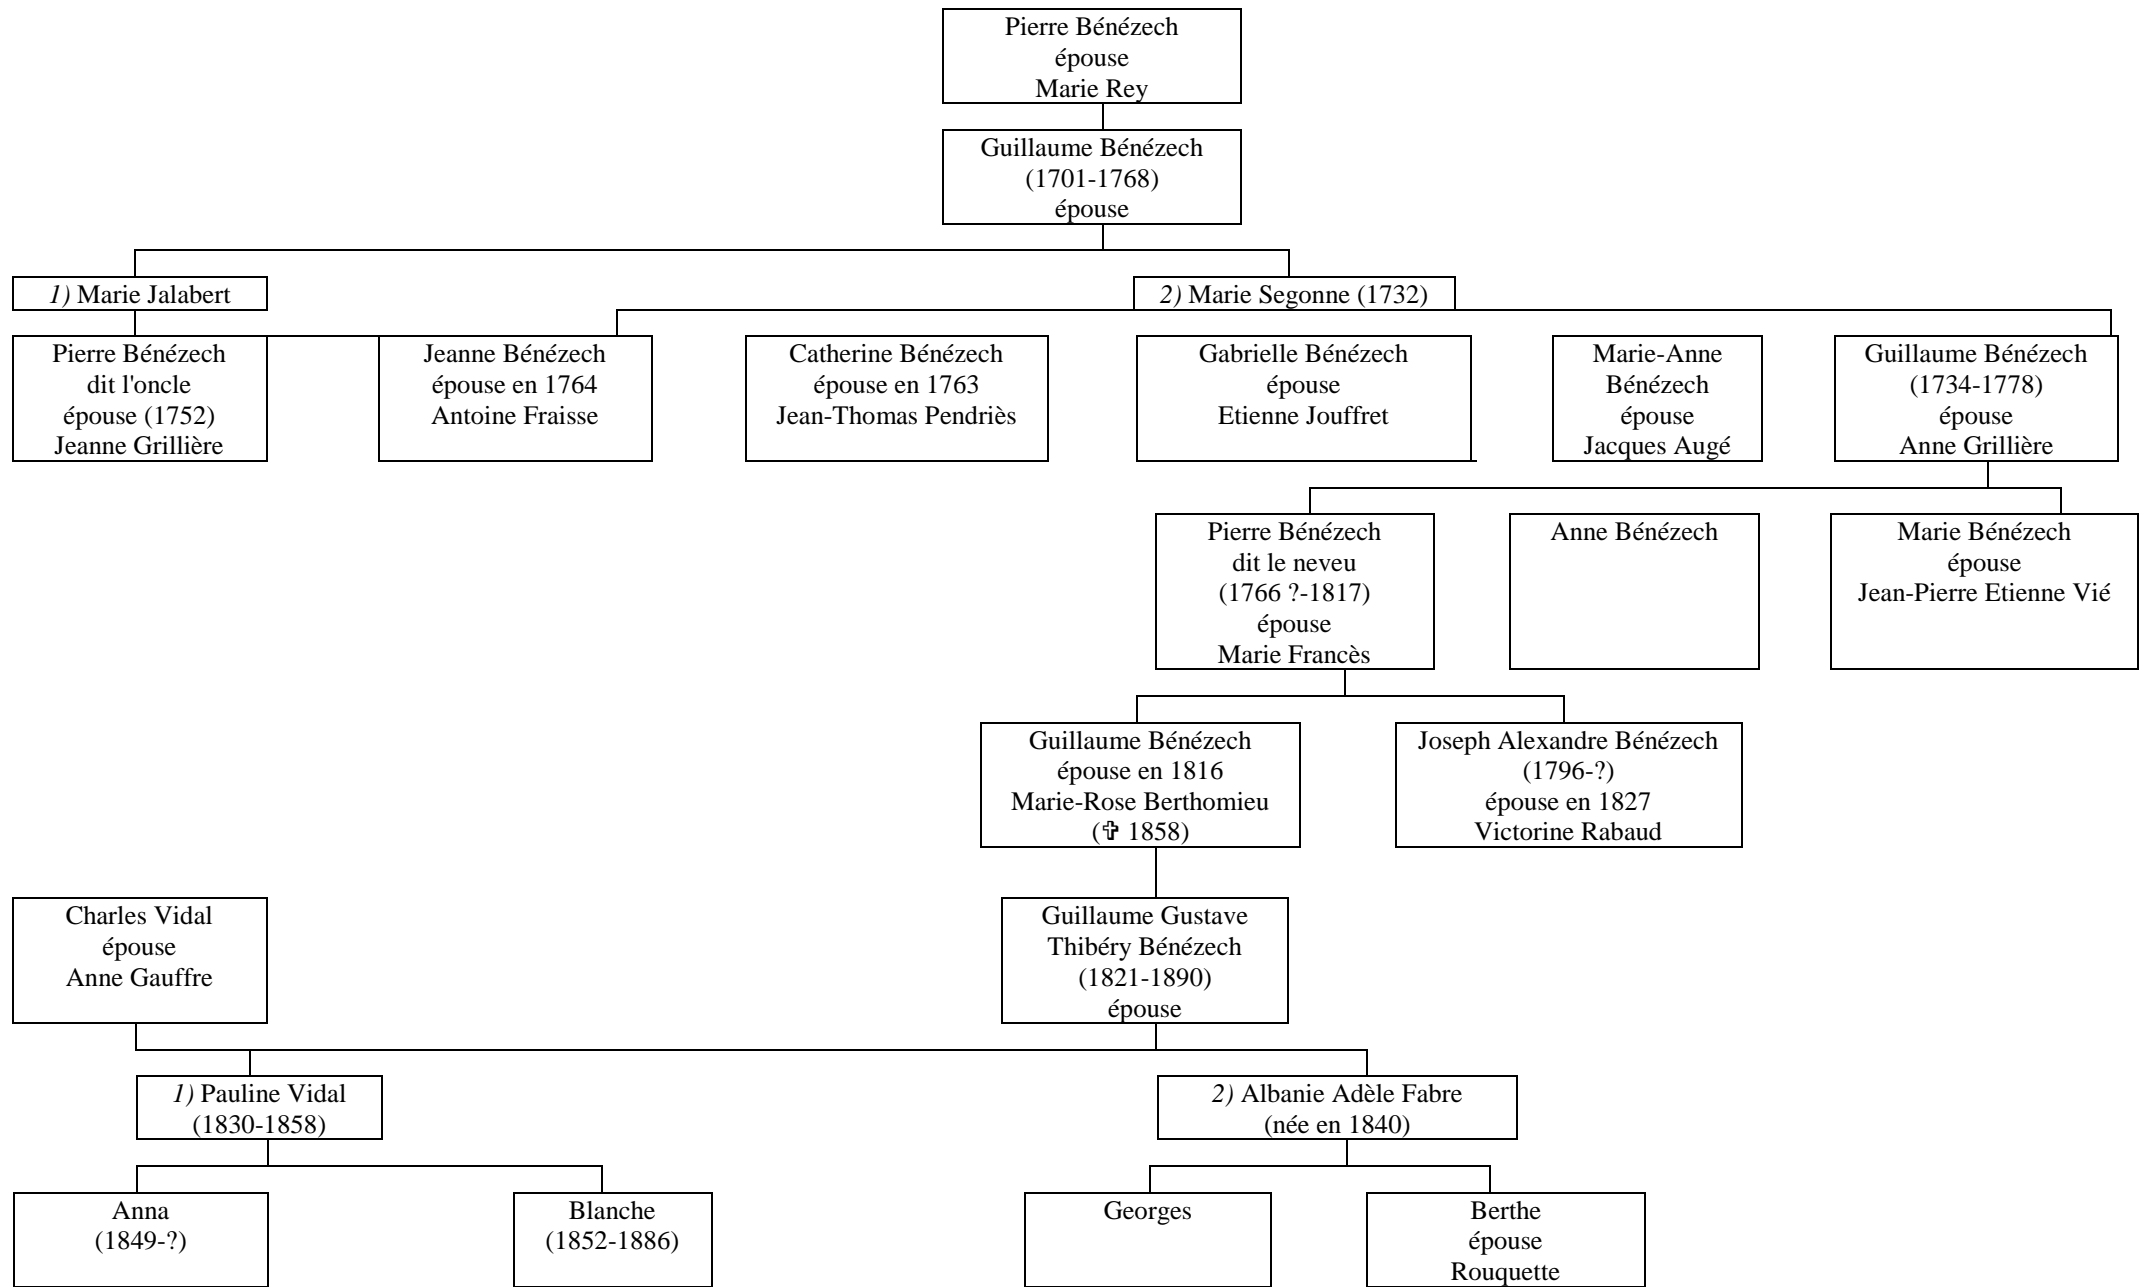 Pierre Bénézech
épouse
Marie Rey
Guillaume Bénézech
(1701-1768)
épouse
1) Marie Jalabert
2) Marie Segonne (1732)
Pierre Bénézech
dit l'oncle
épouse (1752)
Jeanne Grillière
Jeanne Bénézech
épouse en 1764
Antoine Fraisse
Catherine Bénézech
épouse en 1763
Jean-Thomas Pendriès
Gabrielle Bénézech
épouse
Etienne Jouffret
Marie-Anne
Bénézech
épouse
Jacques Augé
Guillaume Bénézech
(1734-1778)
épouse
Anne Grillière
Pierre Bénézech
dit le neveu
(1766 ?-1817)
épouse
Marie Francès
Anne Bénézech
Marie Bénézech
épouse
Jean-Pierre Etienne Vié
Guillaume Bénézech
épouse en 1816
Marie-Rose Berthomieu
(✞ 1858)
Joseph Alexandre Bénézech
(1796-?)
épouse en 1827
Victorine Rabaud
Charles Vidal
épouse
Anne Gauffre
Guillaume Gustave
Thibéry Bénézech
(1821-1890)
épouse
1) Pauline Vidal
(1830-1858)
2) Albanie Adèle Fabre
(née en 1840)
Anna
(1849-?)
Blanche
(1852-1886)
Georges
Berthe
épouse
Rouquette